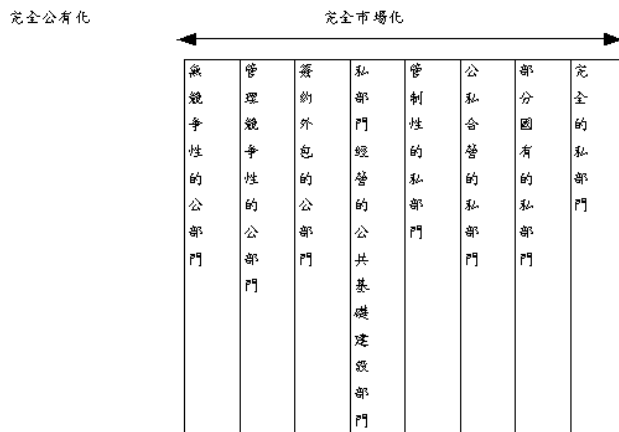 完全公有化
完全市場化
無競爭性的公部門
管理競爭性的公部門
簽約外包的公部門
私部門經營的公共基礎建設部門
管制性的私部門
公私合營的私部門
部分國有的私部門
完全的私部門